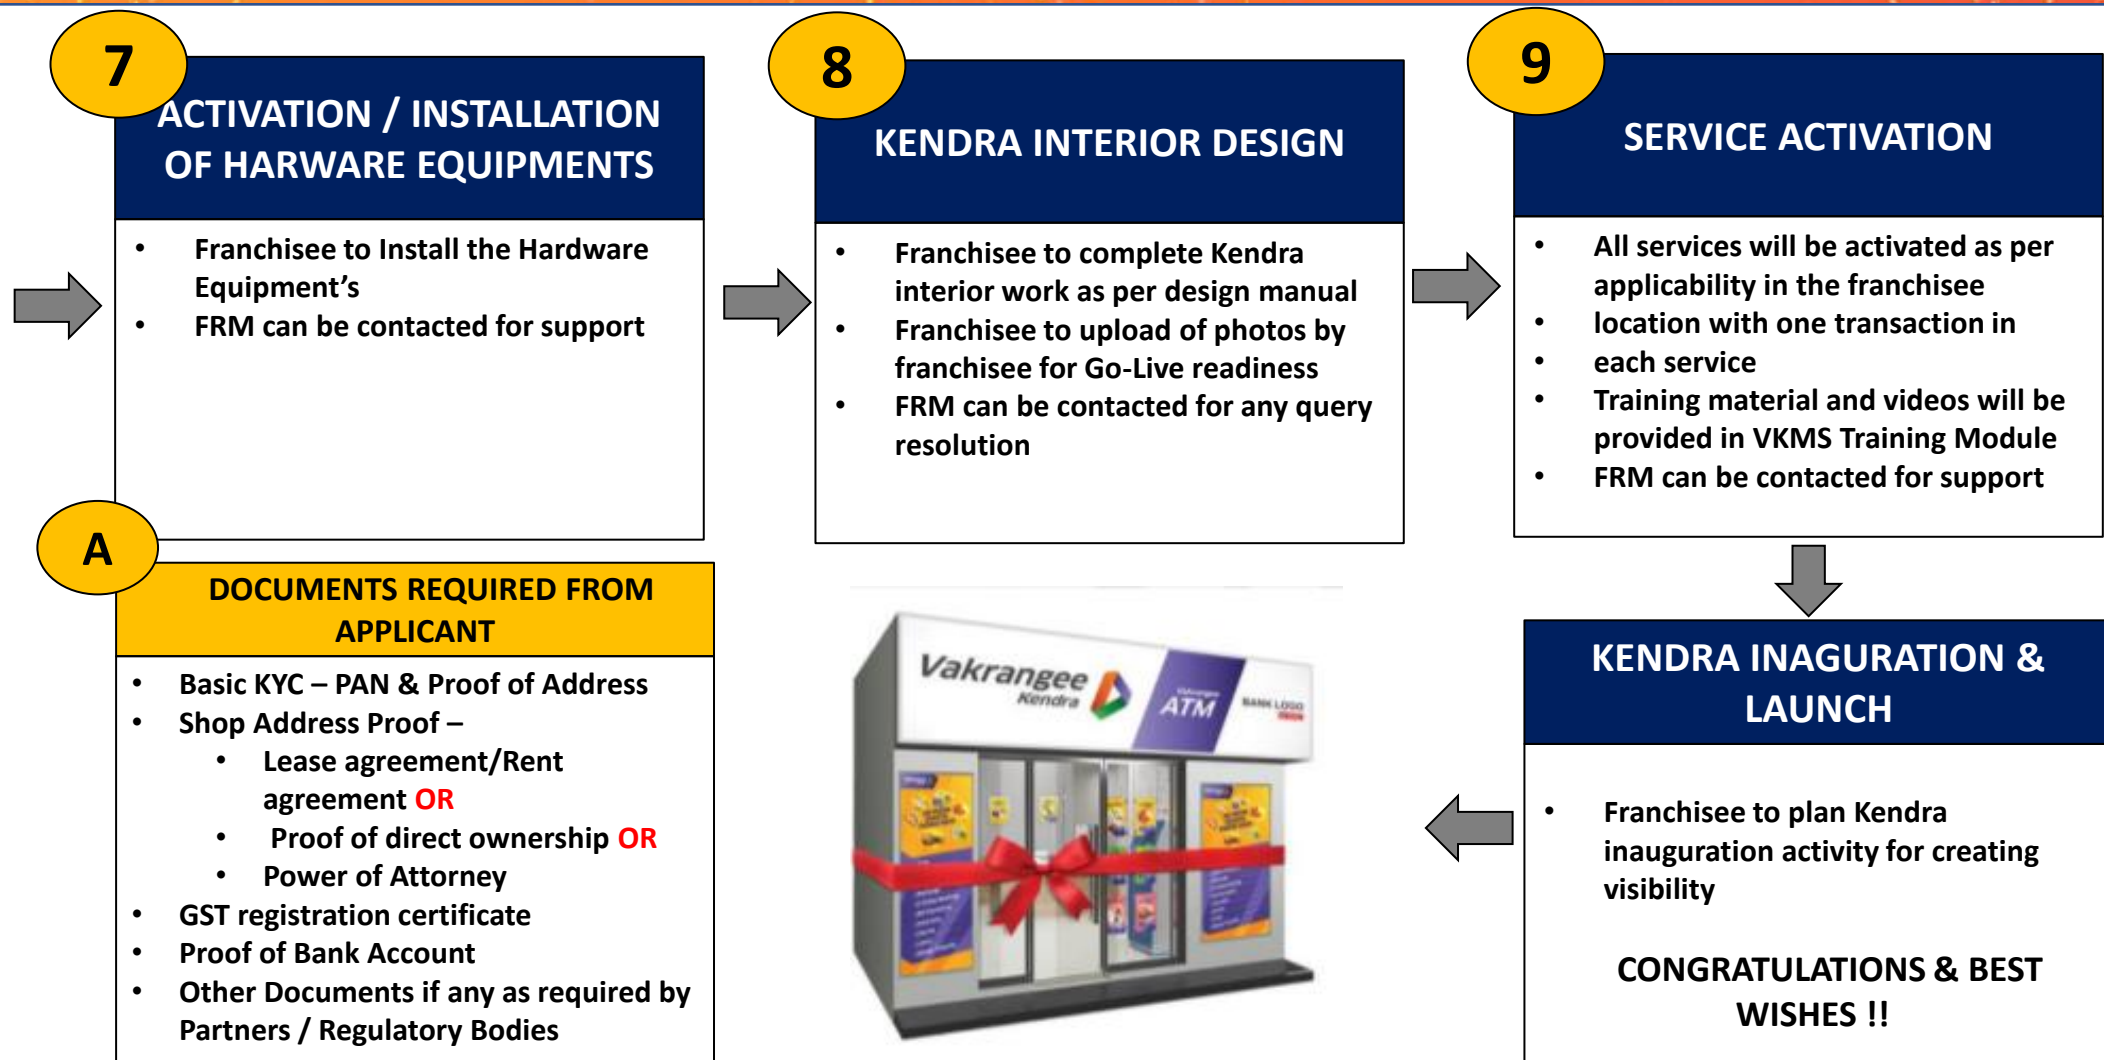 7
ACTIVATION / INSTALLATION
OF HARWARE EQUIPMENTS
• Franchisee to Install the Hardware
Equipment's
• FRM can be contacted for support
8
KENDRA INTERIOR DESIGN
• Franchisee to complete Kendra
interior work as per design manual
• Franchisee to upload of photos by
franchisee for Go-Live readiness
• FRM can be contacted for any query
resolution
9
SERVICE ACTIVATION
• All services will be activated as per
applicability in the franchisee
• location with one transaction in
• each service
• Training material and videos will be
provided in VKMS Training Module
• FRM can be contacted for support
A
DOCUMENTS REQUIRED FROM
APPLICANT
• Basic KYC – PAN & Proof of Address
• Shop Address Proof –
• Lease agreement/Rent
agreement OR
• Proof of direct ownership OR
• Power of Attorney
• GST registration certificate
• Proof of Bank Account
• Other Documents if any as required by
Partners / Regulatory Bodies
Vakrangee
Kendra
Vakrangee
ATM
BANK LOGO
KENDRA INAGURATION &
LAUNCH
• Franchisee to plan Kendra
inauguration activity for creating
visibility
CONGRATULATIONS & BEST
WISHES !!